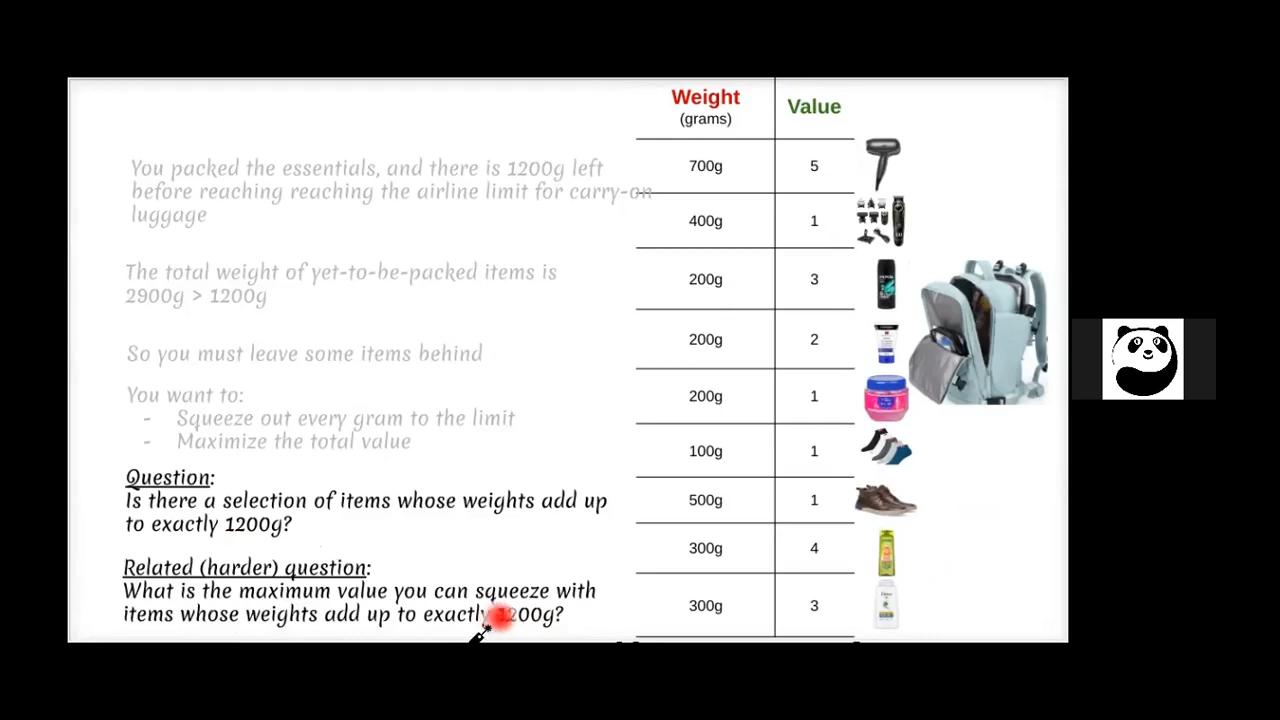 Weight
(grams)
Value
You packed the essentials, and there is 1200g left
before reaching reaching the airline limit for carry-on
luggage
The total weight of yet-to-be-packed items is
2900g > 1200g
So you must leave some items behind
You want to:
- Squeeze out every gram to the limit
- Maximize the total value
Question:
Is there a selection of items whose weights add up
to exactly 1200g?
Related (harder) question:
What is the maximum value you can squeeze with
items whose weights add up to exactly 1200g?
700g 5
400g 1
200g 3
200g 2
200g 1
100g 1
500g 1
300g 4
300g 3